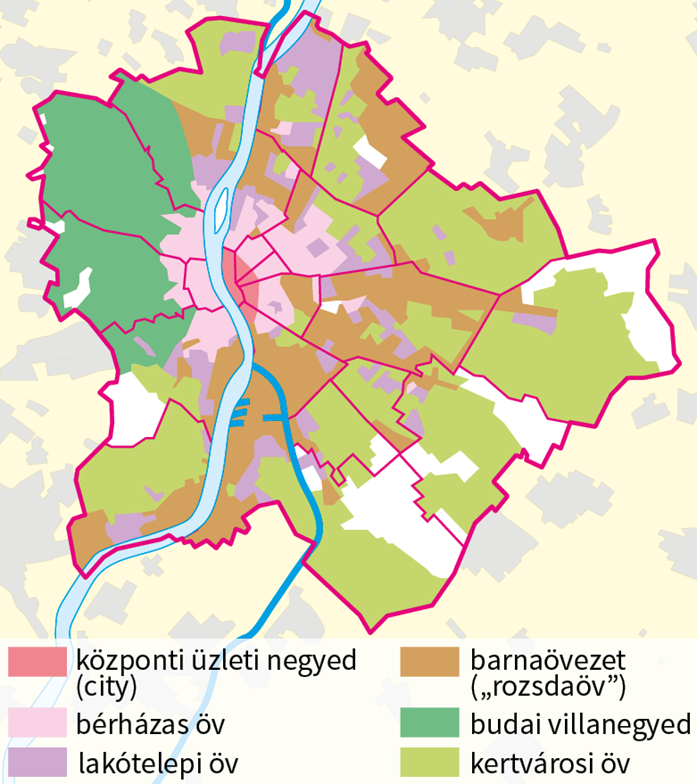 központi üzleti negyed
(city)
bérházas öv
lakótelepi öv
barnaövezet
(„rozsdaöv”)
budai villanegyed
kertvárosi öv